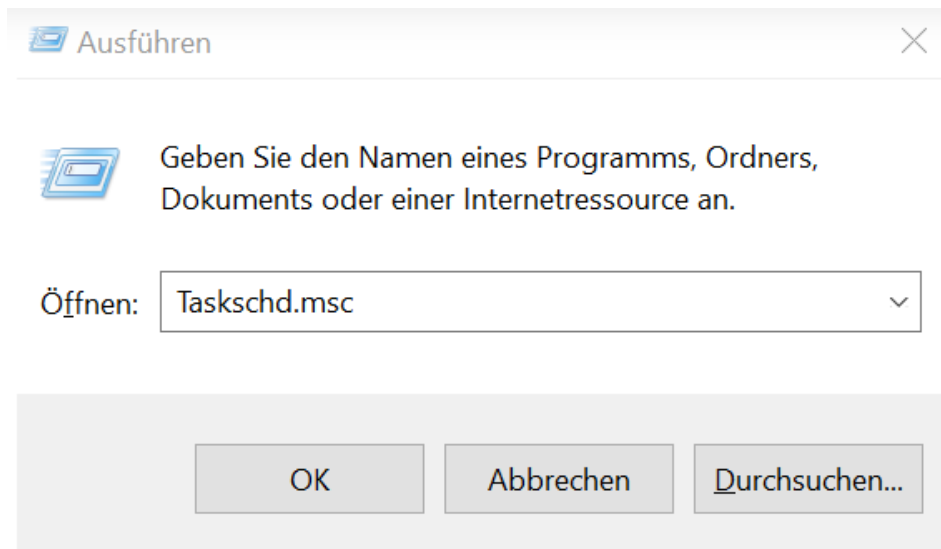 Ausführen
Geben Sie den Namen eines Programms, Ordners,
Dokuments oder einer Internetressource an.
Öffnen: Taskschd.msc
OK Abbrechen Durchsuchen...